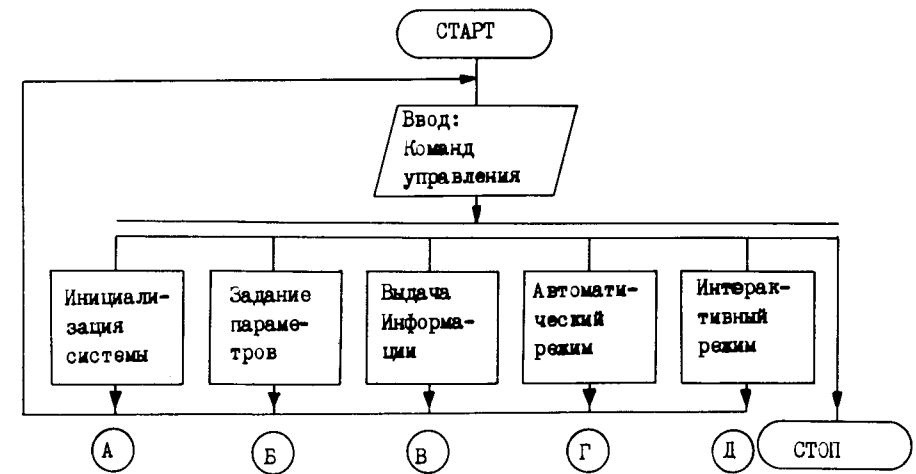 СТАРТ
Ввод:
Команд
управления
Инициали-
зация
системы
Задание
параме-
тров
Выдача
Информа-
ции
Автомати-
ческий
режим
Интерак-
тивный
режим
А
Б
В
Г
Д
СТОП